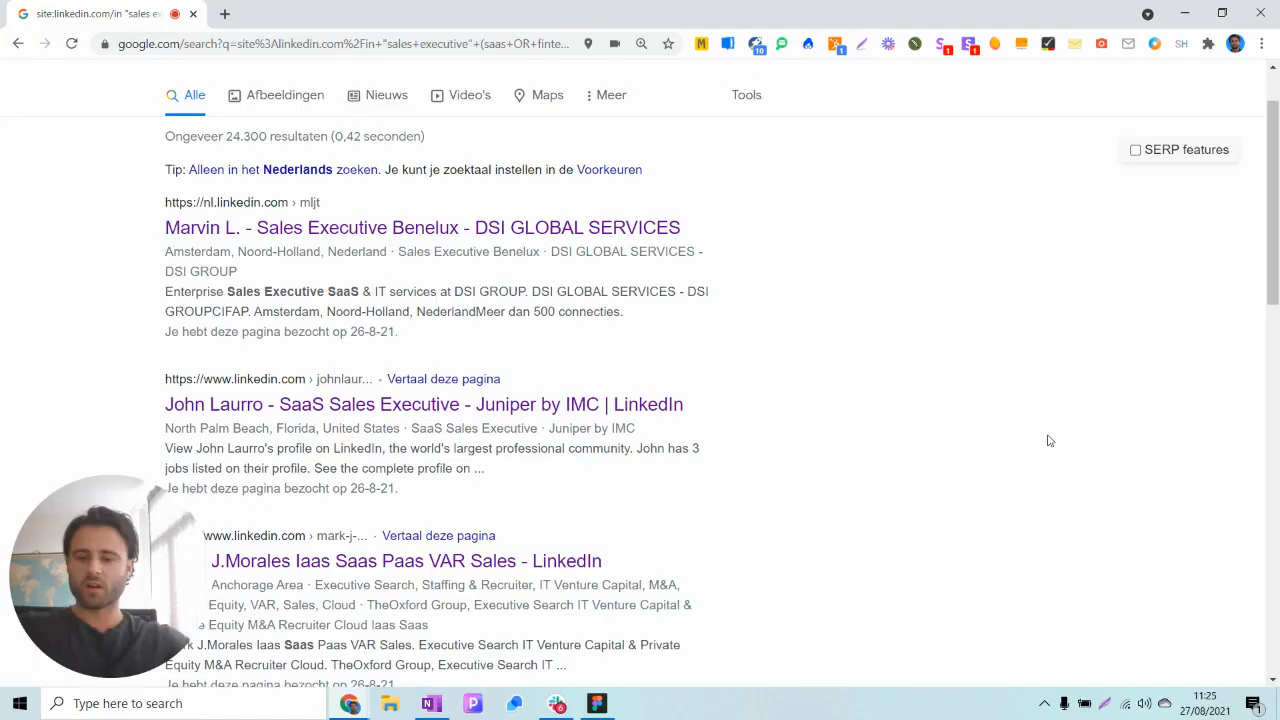 site:linkedin.com/in "sales ex
google.com/search?q=site%3Alinkedin.com%2Fin+"sales+executive"+(saas+OR+finte...
Alle
Afbeeldingen
Nieuws
Video's
Maps
Meer
Tools
Ongeveer 24.300 resultaten (0,42 seconden)
SERP features
Tip: Alleen in het Nederlands zoeken. Je kunt je zoektaal instellen in de Voorkeuren
https://nl.linkedin.com › mljt
Marvin L. - Sales Executive Benelux - DSI GLOBAL SERVICES
Amsterdam, Noord-Holland, Nederland · Sales Executive Benelux · DSI GLOBAL SERVICES -
DSI GROUP
Enterprise Sales Executive SaaS & IT services at DSI GROUP. DSI GLOBAL SERVICES - DSI
GROUPCIFAP. Amsterdam, Noord-Holland, NederlandMeer dan 500 connecties.
Je hebt deze pagina bezocht op 26-8-21.
https://www.linkedin.com › johnlaur... · Vertaal deze pagina
John Laurro - SaaS Sales Executive - Juniper by IMC | LinkedIn
North Palm Beach, Florida, United States · SaaS Sales Executive · Juniper by IMC
View John Laurro's profile on LinkedIn, the world's largest professional community. John has 3
jobs listed on their profile. See the complete profile on ...
Je hebt deze pagina bezocht op 26-8-21.
www.linkedin.com › mark-j-... · Vertaal deze pagina
J.Morales Iaas Saas Paas VAR Sales - LinkedIn
Anchorage Area · Executive Search, Staffing & Recruiter, IT Venture Capital, M&A,
Equity, VAR, Sales, Cloud · TheOxford Group, Executive Search IT Venture Capital &
Equity M&A Recruiter Cloud Iaas Saas
J.Morales Iaas Saas Paas VAR Sales. Executive Search IT Venture Capital & Private
Equity M&A Recruiter Cloud. TheOxford Group, Executive Search IT ...
Je hebt deze pagina bezocht op 26-8-21.
Type here to search
11:25
27/08/2021